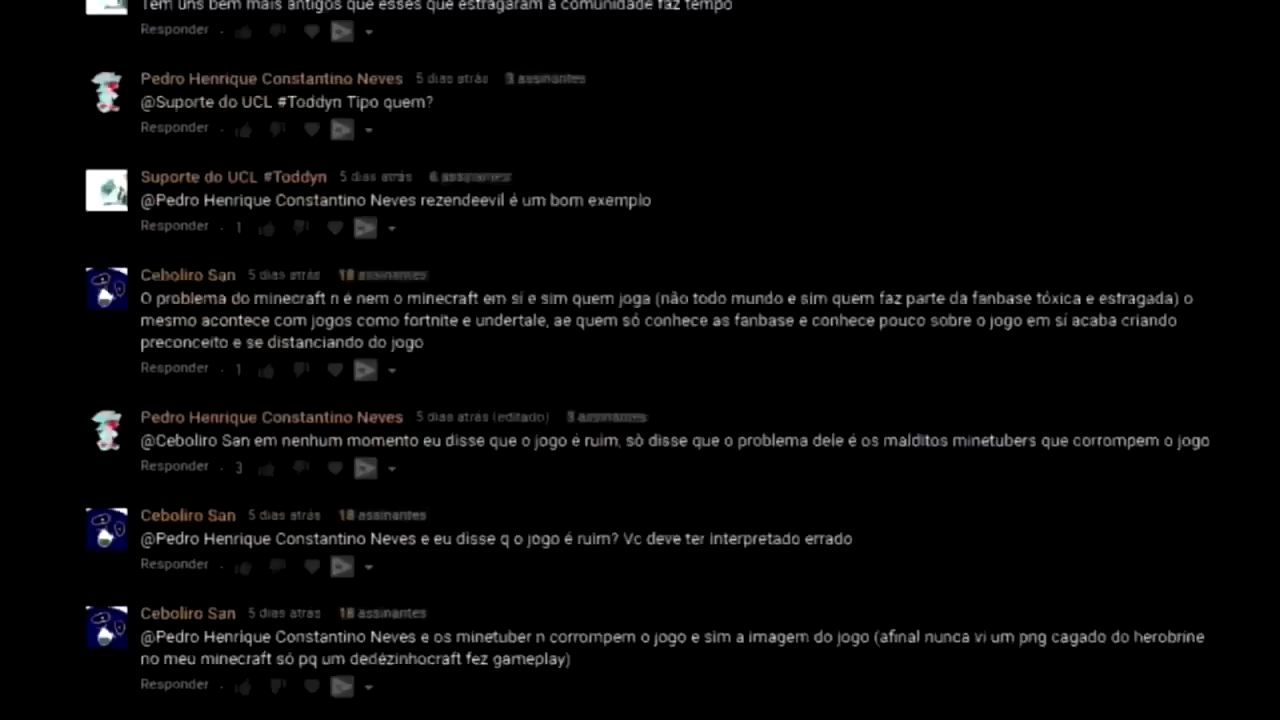 Tem uns bem mais antigos que esses que estragaram a comunidade faz tempo
Responder
Pedro Henrique Constantino Neves 5 dias atrás 3 assinantes
@Suporte do UCL #Toddyn Tipo quem?
Responder
Suporte do UCL #Toddyn 5 dias atrás 6 assinantes
@Pedro Henrique Constantino Neves rezendeevil é um bom exemplo
Responder 1
Ceboliro San 5 dias atrás 18 assinantes
O problema do minecraft n é nem o minecraft em sí e sim quem joga (não todo mundo e sim quem faz parte da fanbase tóxica e estragada) o
mesmo acontece com jogos como fortnite e undertale, ae quem só conhece as fanbase e conhece pouco sobre o jogo em sí acaba criando
preconceito e se distanciando do jogo
Responder 1
Pedro Henrique Constantino Neves 5 dias atrás (editado) 3 assinantes
@Ceboliro San em nenhum momento eu disse que o jogo é ruim, só disse que o problema dele é os malditos minetubers que corrompem o jogo
Responder 3
Ceboliro San 5 dias atrás 18 assinantes
@Pedro Henrique Constantino Neves e eu disse q o jogo é ruim? Vc deve ter interpretado errado
Responder
Ceboliro San 5 dias atras 18 assinantes
@Pedro Henrique Constantino Neves e os minetuber n corrompem o jogo e sim a imagem do jogo (afinal nunca vi um png cagado do herobrine
no meu minecraft só pq um dedézinhocraft fez gameplay)
Responder